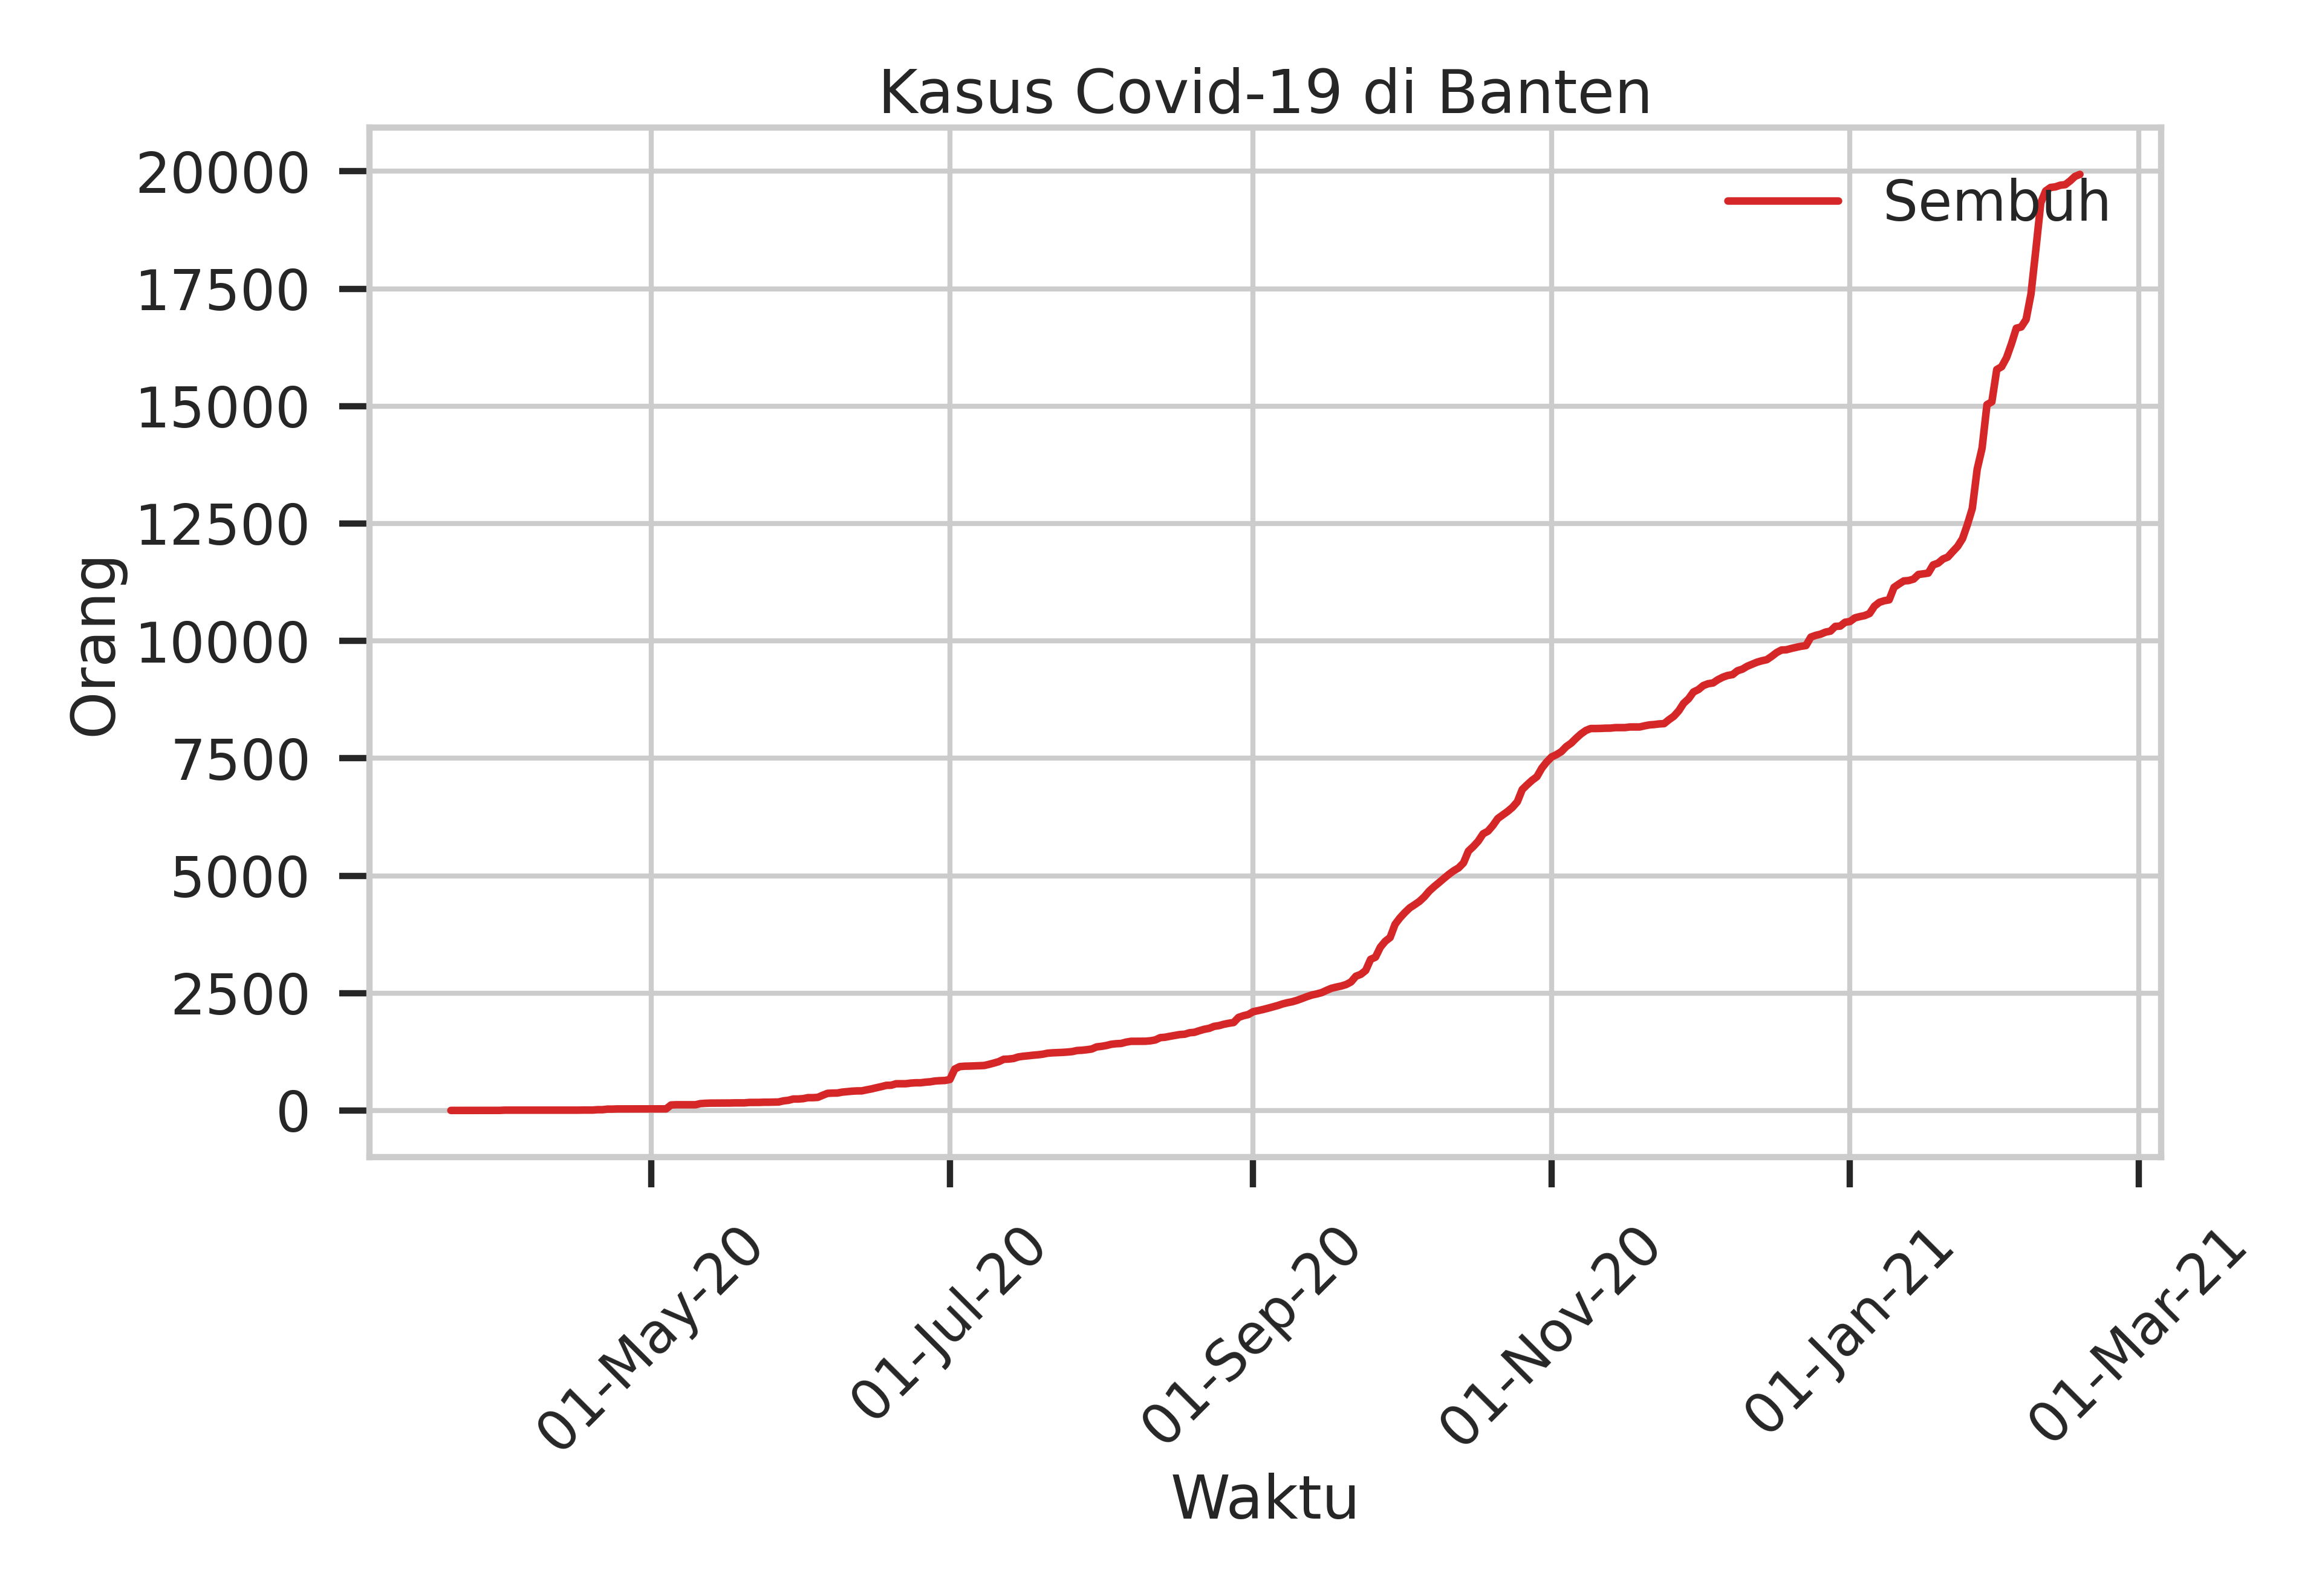 Kasus Covid-19 di Banten
Sembuh
20000
17500
15000
12500
10000
7500
5000
2500
0
Orang
01-May-20
01-Jul-20
01-Sep-20
01-Nov-20
01-Jan-21
01-Mar-21
Waktu